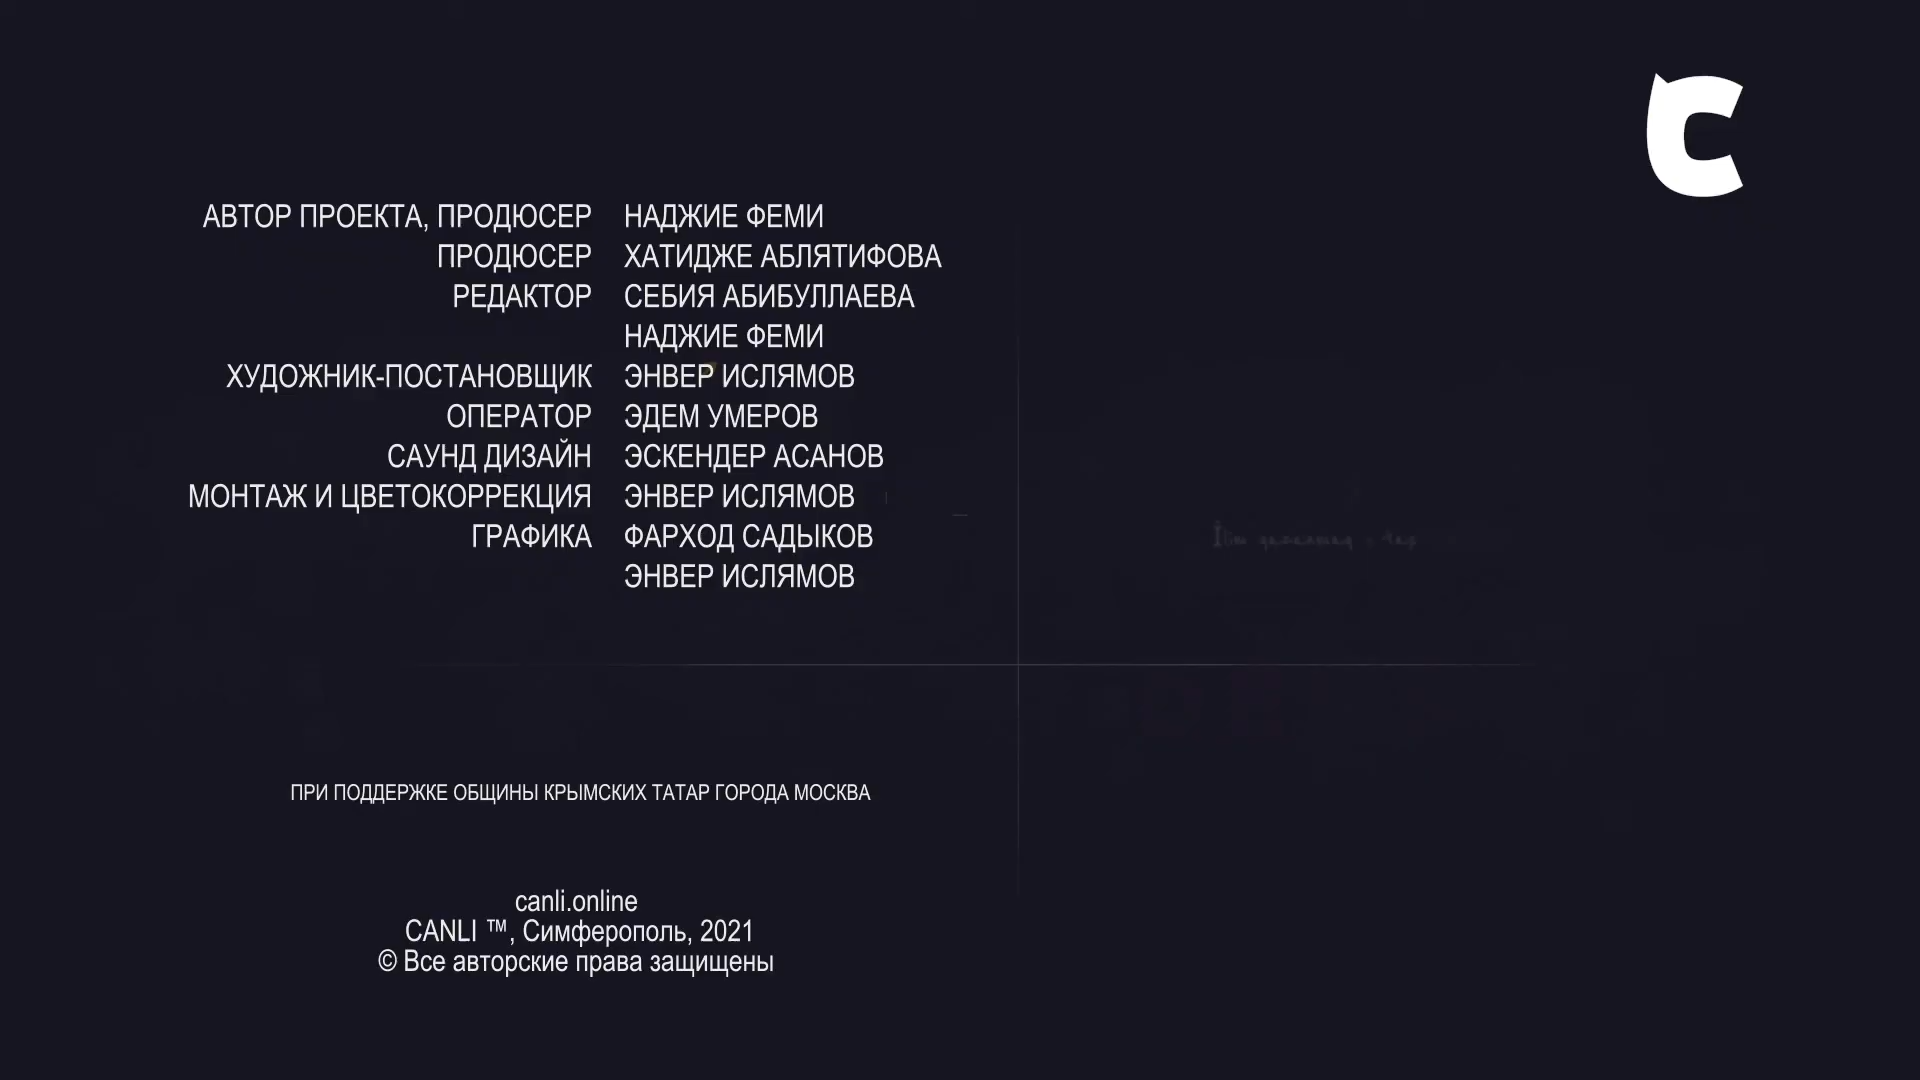 C
АВТОР ПРОЕКТА, ПРОДЮСЕР НАДЖИЕ ФЕМИ
ПРОДЮСЕР ХАТИДЖЕ АБЛЯТИФОВА
РЕДАКТОР СЕБИЯ АБИБУЛЛАЕВА
НАДЖИЕ ФЕМИ
ХУДОЖНИК-ПОСТАНОВЩИК ЭНВЕР ИСЛЯМОВ
ОПЕРАТОР ЭДЕМ УМЕРОВ
САУНД ДИЗАЙН ЭСКЕНДЕР АСАНОВ
МОНТАЖ И ЦВЕТОКОРРЕКЦИЯ ЭНВЕР ИСЛЯМОВ
ГРАФИКА ФАРХОД САДЫКОВ
ЭНВЕР ИСЛЯМОВ
ПРИ ПОДДЕРЖКЕ ОБЩИНЫ КРЫМСКИХ ТАТАР ГОРОДА МОСКВА
canli.online
CANLI ™, Симферополь, 2021
© Все авторские права защищены